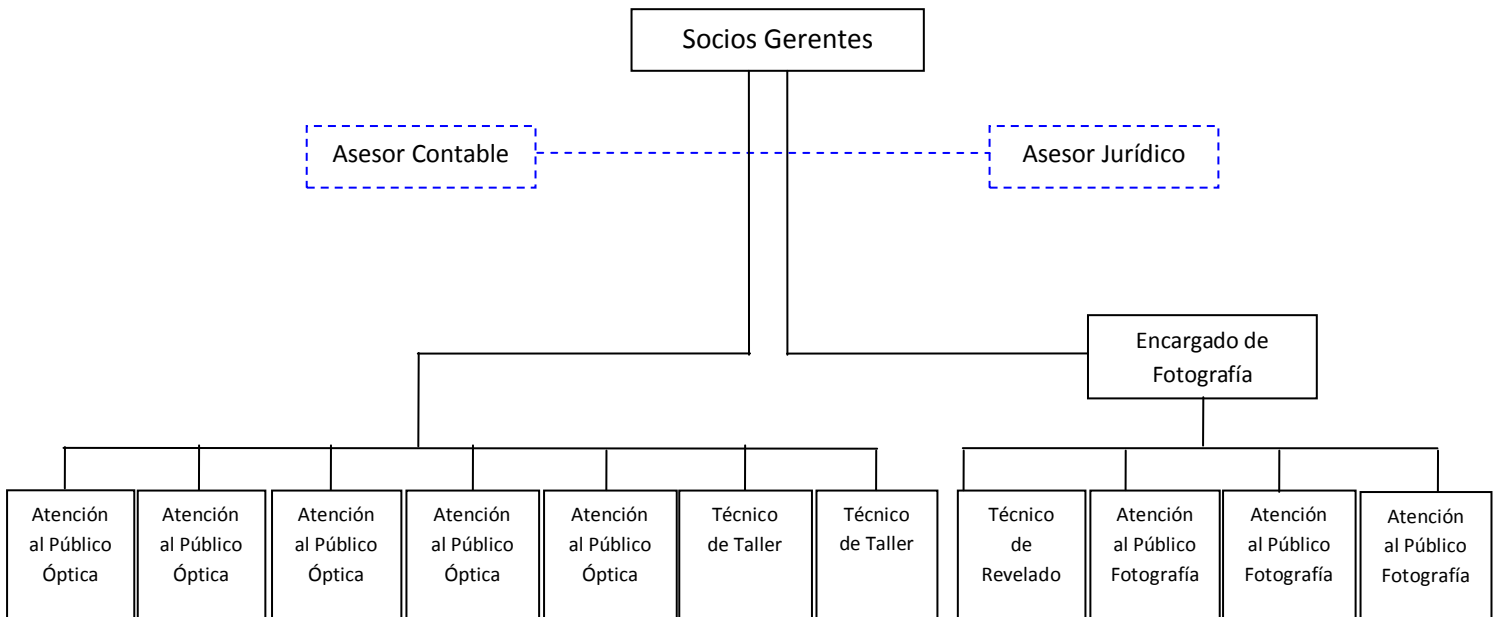 Socios Gerentes
Asesor Contable
Asesor Jurídico
Encargado de
Fotografía
Atención
al Público
Óptica
Atención
al Público
Óptica
Atención
al Público
Óptica
Atención
al Público
Óptica
Atención
al Público
Óptica
Técnico
de Taller
Técnico
de Taller
Técnico
de
Revelado
Atención
al Público
Fotografía
Atención
al Público
Fotografía
Atención
al Público
Fotografía